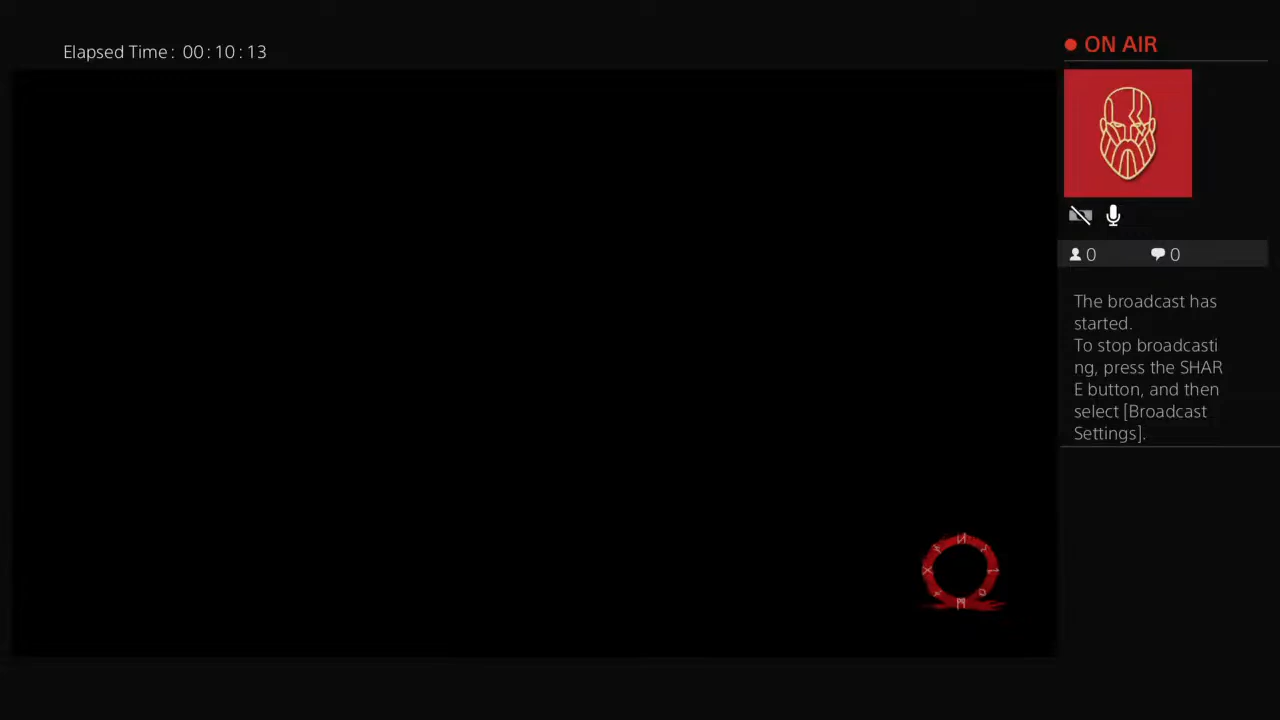 Elapsed Time: 00:10:13
ON AIR
0 0
The broadcast has
started.
To stop broadcasti
ng, press the SHAR
E button, and then
select [Broadcast
Settings].